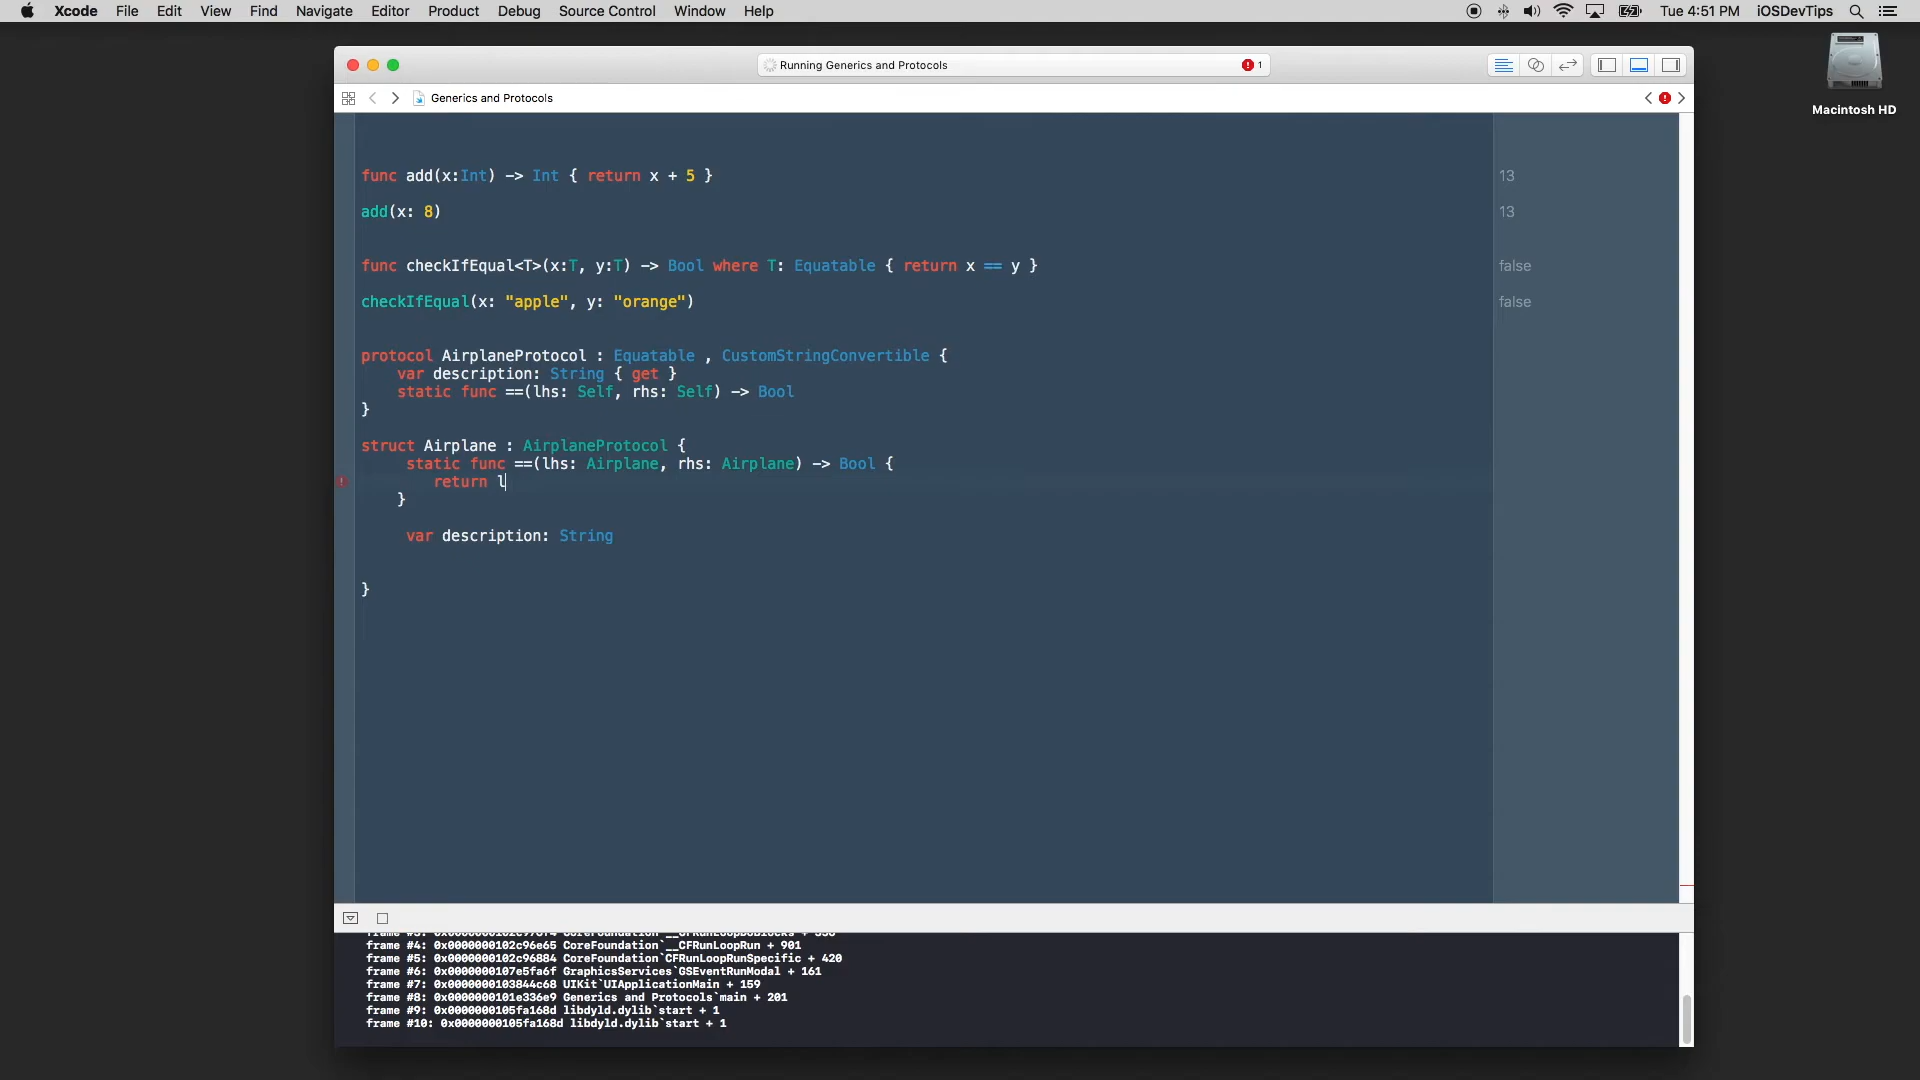 Xcode File Edit View Find Navigate Editor Product Debug Source Control Window Help Tue 4:51 PM iOSDevTips
Running Generics and Protocols 1
Generics and Protocols
Macintosh HD
func add(x:Int) -> Int { return x + 5 } 13
add(x: 8) 13
func checkIfEqual<T>(x:T, y:T) -> Bool where T: Equatable { return x == y } false
checkIfEqual(x: "apple", y: "orange") false
protocol AirplaneProtocol : Equatable , CustomStringConvertible {
var description: String { get }
static func ==(lhs: Self, rhs: Self) -> Bool
}
struct Airplane : AirplaneProtocol {
static func ==(lhs: Airplane, rhs: Airplane) -> Bool {
return l
}
var description: String
}
frame #4: 0x0000000102c96e65 CoreFoundation`__CFRunLoopRun + 901
frame #5: 0x0000000102c96884 CoreFoundation`CFRunLoopRunSpecific + 420
frame #6: 0x0000000107e5fa6f GraphicsServices`GSEventRunModal + 161
frame #7: 0x0000000103844c68 UIKit`UIApplicationMain + 159
frame #8: 0x0000000101e336e9 Generics and Protocols`main + 201
frame #9: 0x0000000105fa168d libdyld.dylib`start + 1
frame #10: 0x0000000105fa168d libdyld.dylib`start + 1